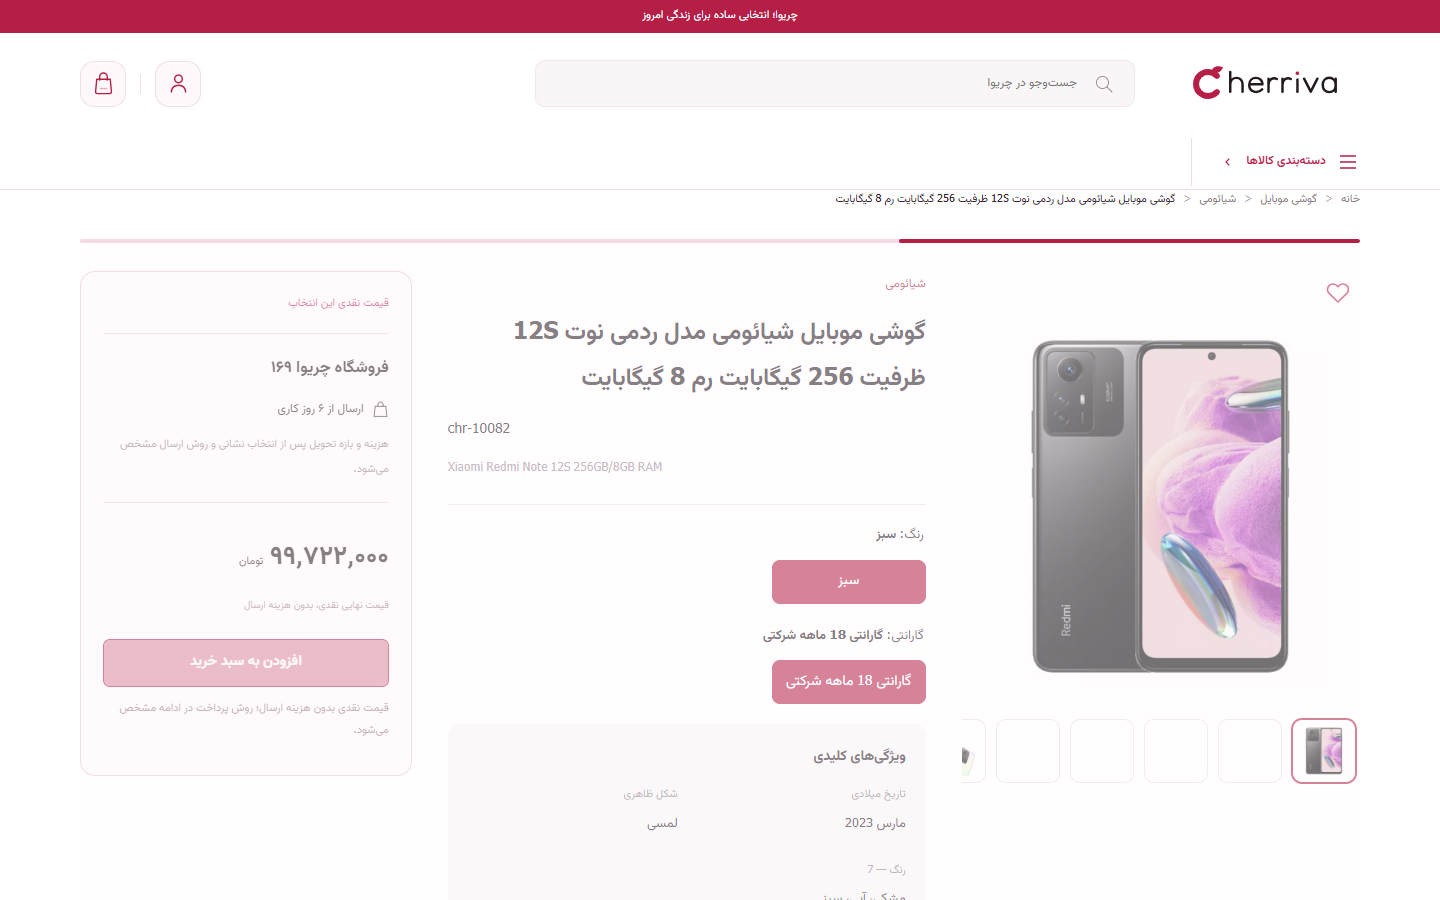 چریوا؛ انتخابی ساده برای زندگی امروز
Cherriva
جست‌وجو در چریوا
دسته‌بندی کالاها
خانه > گوشی موبایل > شیائومی > گوشی موبایل شیائومی مدل ردمی نوت 12S ظرفیت 256 گیگابایت رم 8 گیگابایت
Redmi
شیائومی
گوشی موبایل شیائومی مدل ردمی نوت 12S
ظرفیت 256 گیگابایت رم 8 گیگابایت
chr-10082
Xiaomi Redmi Note 12S 256GB/8GB RAM
رنگ: سبز
سبز
گارانتی: گارانتی 18 ماهه شرکتی
گارانتی 18 ماهه شرکتی
ویژگی‌های کلیدی
تاریخ میلادی
مارس 2023
شکل ظاهری
لمسی
رنگ — 7
مشکی، آبی، سبز
قیمت نقدی این انتخاب
فروشگاه چریوا ۱۶۹
ارسال از ۶ روز کاری
هزینه و بازه تحویل پس از انتخاب نشانی و روش ارسال مشخص
می‌شود.
۹۹,۷۲۲,۰۰۰ تومان
قیمت نهایی نقدی، بدون هزینه ارسال
افزودن به سبد خرید
قیمت نقدی بدون هزینه ارسال؛ روش پرداخت در ادامه مشخص
می‌شود.